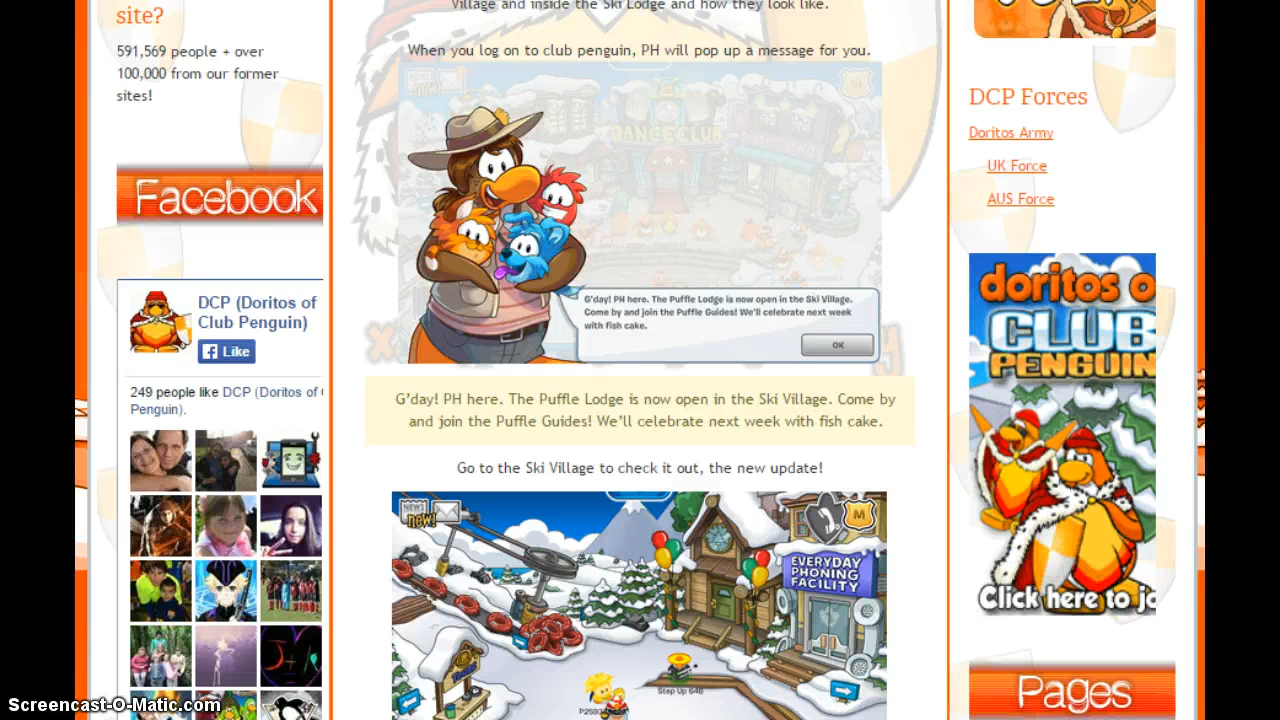 site?
591,569 people + over
100,000 from our former
sites!
Facebook
DCP (Doritos of
Club Penguin)
Like
249 people like DCP (Doritos of
Penguin).
Village and inside the Ski Lodge and how they look like.
When you log on to club penguin, PH will pop up a message for you.
NEWS
new!
M
DANCE CLUB
G'day! PH here. The Puffle Lodge is now open in the Ski Village.
Come by and join the Puffle Guides! We'll celebrate next week
with fish cake.
OK
G'day! PH here. The Puffle Lodge is now open in the Ski Village. Come by
and join the Puffle Guides! We'll celebrate next week with fish cake.
Go to the Ski Village to check it out, the new update!
NEWS
new!
M
EVERYDAY
PHONING
FACILITY
Step Up 648
DCP Forces
Doritos Army
UK Force
AUS Force
doritos o
CLUB
PENGUIN
Click here to jo
Pages
Screencast-O-Matic.com